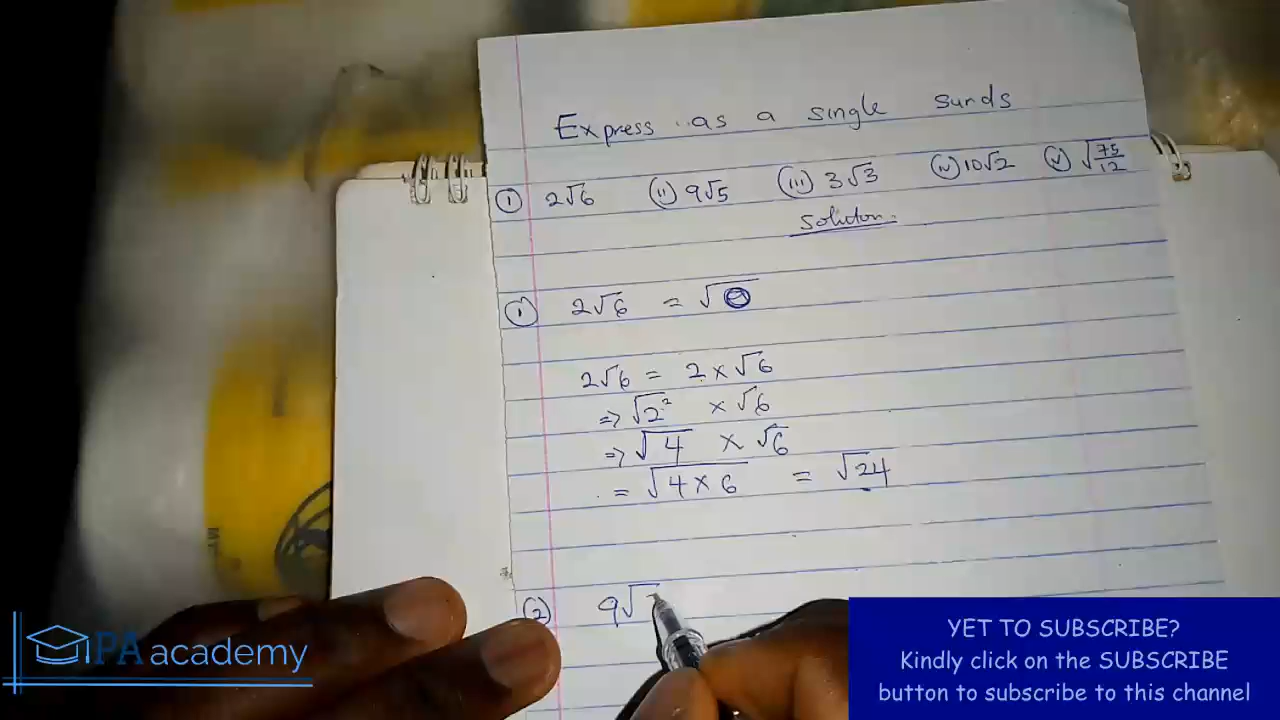 Express as a single surds
(i) 2√6 (ii) 9√5 (iii) 3√3 (iv) 10√2 (v) √75/12
Solution:
(i) 2√6 = √
2√6 = 2 × √6
=> √2² × √6
=> √4 × √6
= √4 × 6 = √24
(2) 9√
PA academy
YET TO SUBSCRIBE?
Kindly click on the SUBSCRIBE
button to subscribe to this channel